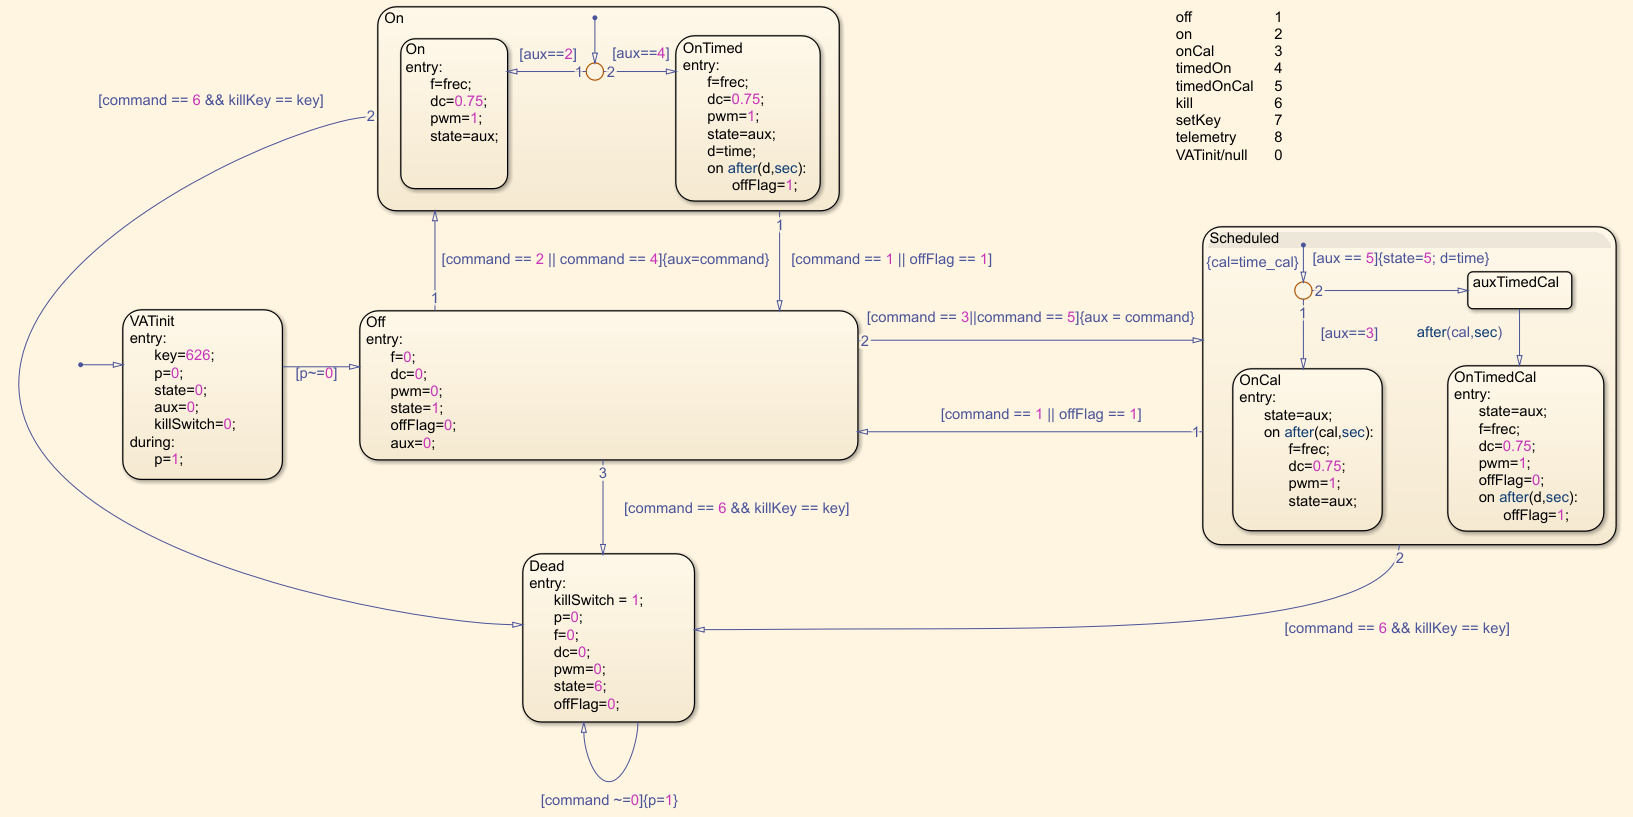 On
On
entry:
f=frec;
dc=0.75;
pwm=1;
state=aux;
[aux==2]
1
2
[aux==4]
OnTimed
entry:
f=frec;
dc=0.75;
pwm=1;
state=aux;
d=time;
on after(d,sec):
offFlag=1;
off 1
on 2
onCal 3
timedOn 4
timedOnCal 5
kill 6
setKey 7
telemetry 8
VATinit/null 0
[command == 6 && killKey == key]
2
1
[command == 2 || command == 4]{aux=command}
1
[command == 1 || offFlag == 1]
VATinit
entry:
key=626;
p=0;
state=0;
aux=0;
killSwitch=0;
during:
p=1;
[p~=0]
Off
entry:
f=0;
dc=0;
pwm=0;
state=1;
offFlag=0;
aux=0;
2
[command == 3||command == 5]{aux = command}
[command == 1 || offFlag == 1]
1
Scheduled
{cal=time_cal}
[aux == 5]{state=5; d=time}
2
1
auxTimedCal
[aux==3]
after(cal,sec)
OnCal
entry:
state=aux;
on after(cal,sec):
f=frec;
dc=0.75;
pwm=1;
state=aux;
OnTimedCal
entry:
state=aux;
f=frec;
dc=0.75;
pwm=1;
offFlag=0;
on after(d,sec):
offFlag=1;
3
[command == 6 && killKey == key]
2
[command == 6 && killKey == key]
Dead
entry:
killSwitch = 1;
p=0;
f=0;
dc=0;
pwm=0;
state=6;
offFlag=0;
[command ~=0]{p=1}